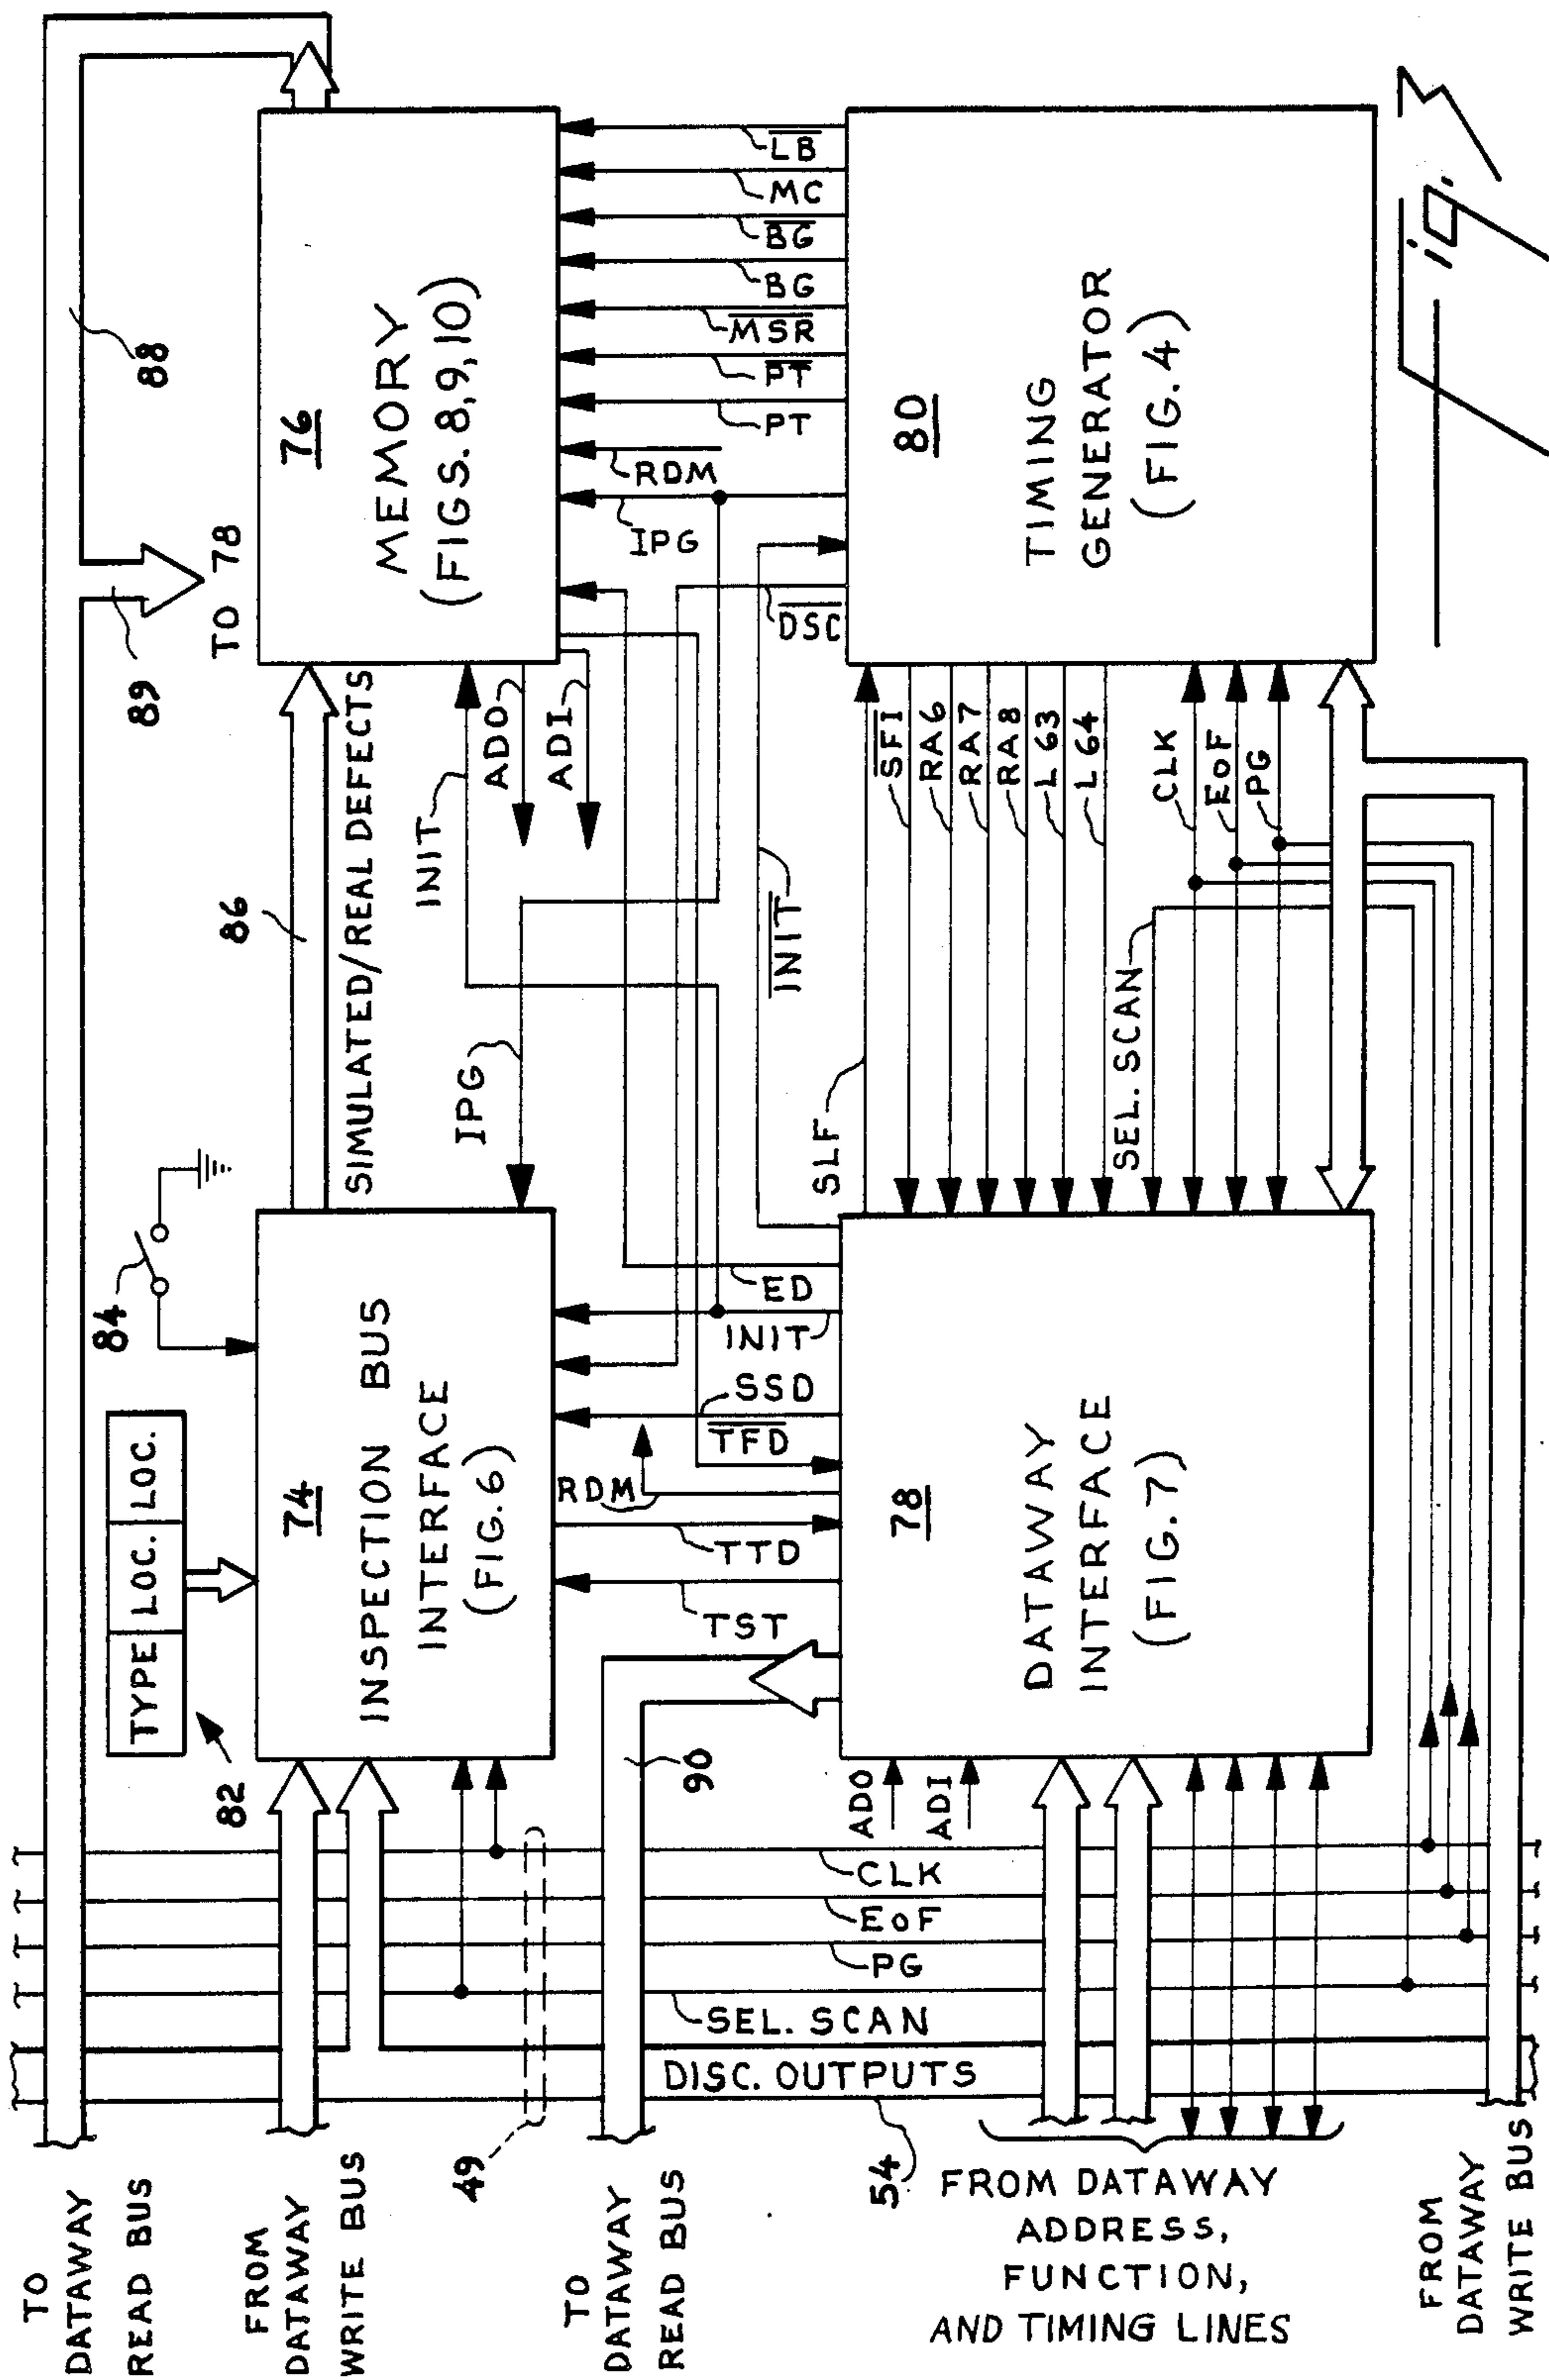 TO
DATAWAY
READ BUS
FROM
DATAWAY
WRITE BUS
TO
DATAWAY
READ BUS
FROM DATAWAY
ADDRESS,
FUNCTION,
AND TIMING LINES
FROM
DATAWAY
WRITE BUS
49
54
DISC. OUTPUTS
SEL. SCAN
PG
EOF
CLK
90
82
TYPE LOC. LOC.
84
74
INSPECTION BUS
INTERFACE
(FIG. 6)
86
SIMULATED/REAL DEFECTS
88
89
TO 78
76
MEMORY
(FIGS. 8, 9, 10)
INIT
ADO
ADI
IPG
TST
TTD
RDM
TFD
SSD
INIT
ED
INIT
DSC
IPG
RDM
PT
PT
MSR
BG
BG
MC
LB
ADO
ADI
78
DATAWAY
INTERFACE
(FIG. 7)
SLF
SFI
RA6
RA7
RA8
L63
L64
SEL. SCAN
CLK
EOF
PG
80
TIMING
GENERATOR
(FIG. 4)
Fig. 3